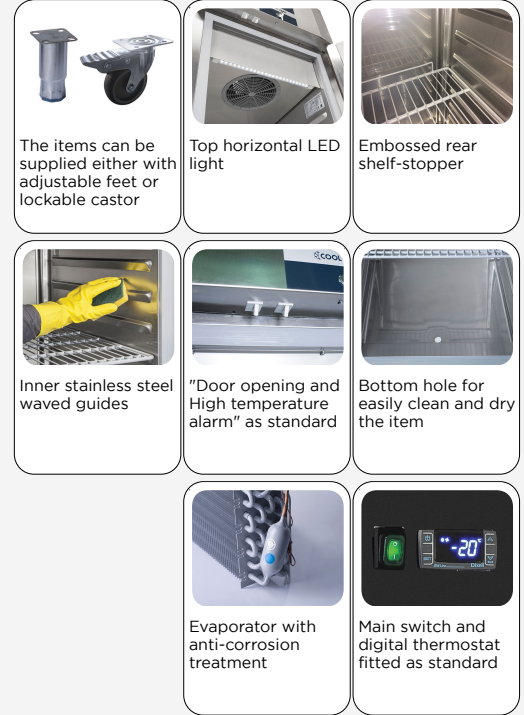 The items can be
supplied either with
adjustable feet or
lockable castor
Top horizontal LED
light
Embossed rear
shelf-stopper
Inner stainless steel
waved guides
COOL
"Door opening and
High temperature
alarm" as standard
Bottom hole for
easily clean and dry
the item
Evaporator with
anti-corrosion
treatment
-20°c
SET
Dixell
Main switch and
digital thermostat
fitted as standard